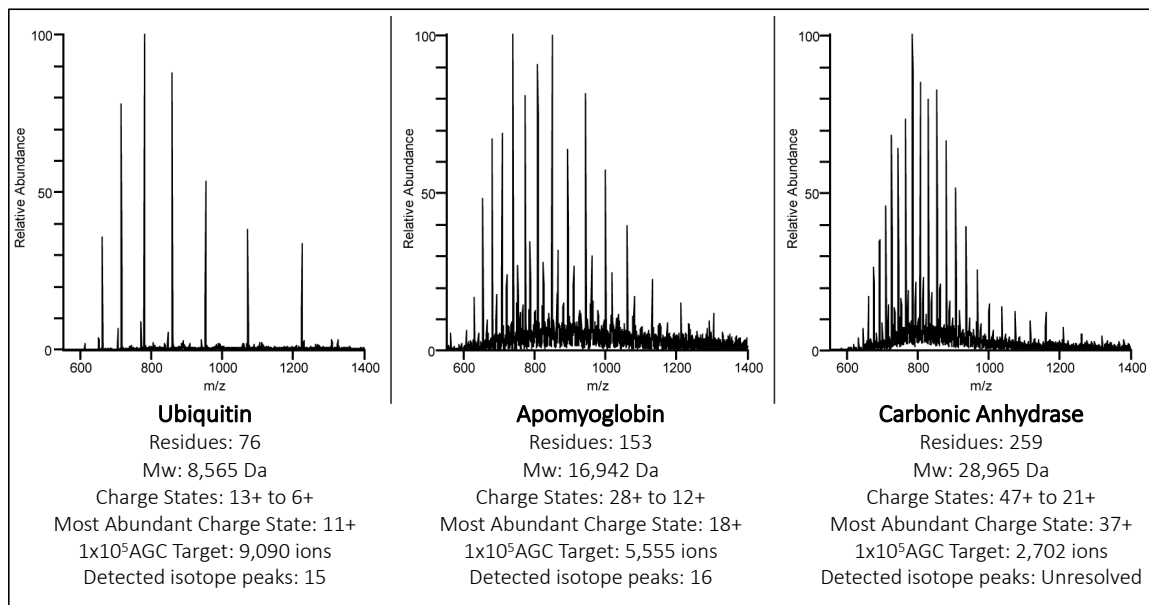 100
50
0
Relative Abundance
600 800 1000 1200 1400
m/z
Ubiquitin
Residues: 76
Mw: 8,565 Da
Charge States: 13+ to 6+
Most Abundant Charge State: 11+
1x10⁵AGC Target: 9,090 ions
Detected isotope peaks: 15
100
50
0
Relative Abundance
600 800 1000 1200 1400
m/z
Apomyoglobin
Residues: 153
Mw: 16,942 Da
Charge States: 28+ to 12+
Most Abundant Charge State: 18+
1x10⁵AGC Target: 5,555 ions
Detected isotope peaks: 16
100
50
0
Relative Abundance
600 800 1000 1200 1400
m/z
Carbonic Anhydrase
Residues: 259
Mw: 28,965 Da
Charge States: 47+ to 21+
Most Abundant Charge State: 37+
1x10⁵AGC Target: 2,702 ions
Detected isotope peaks: Unresolved